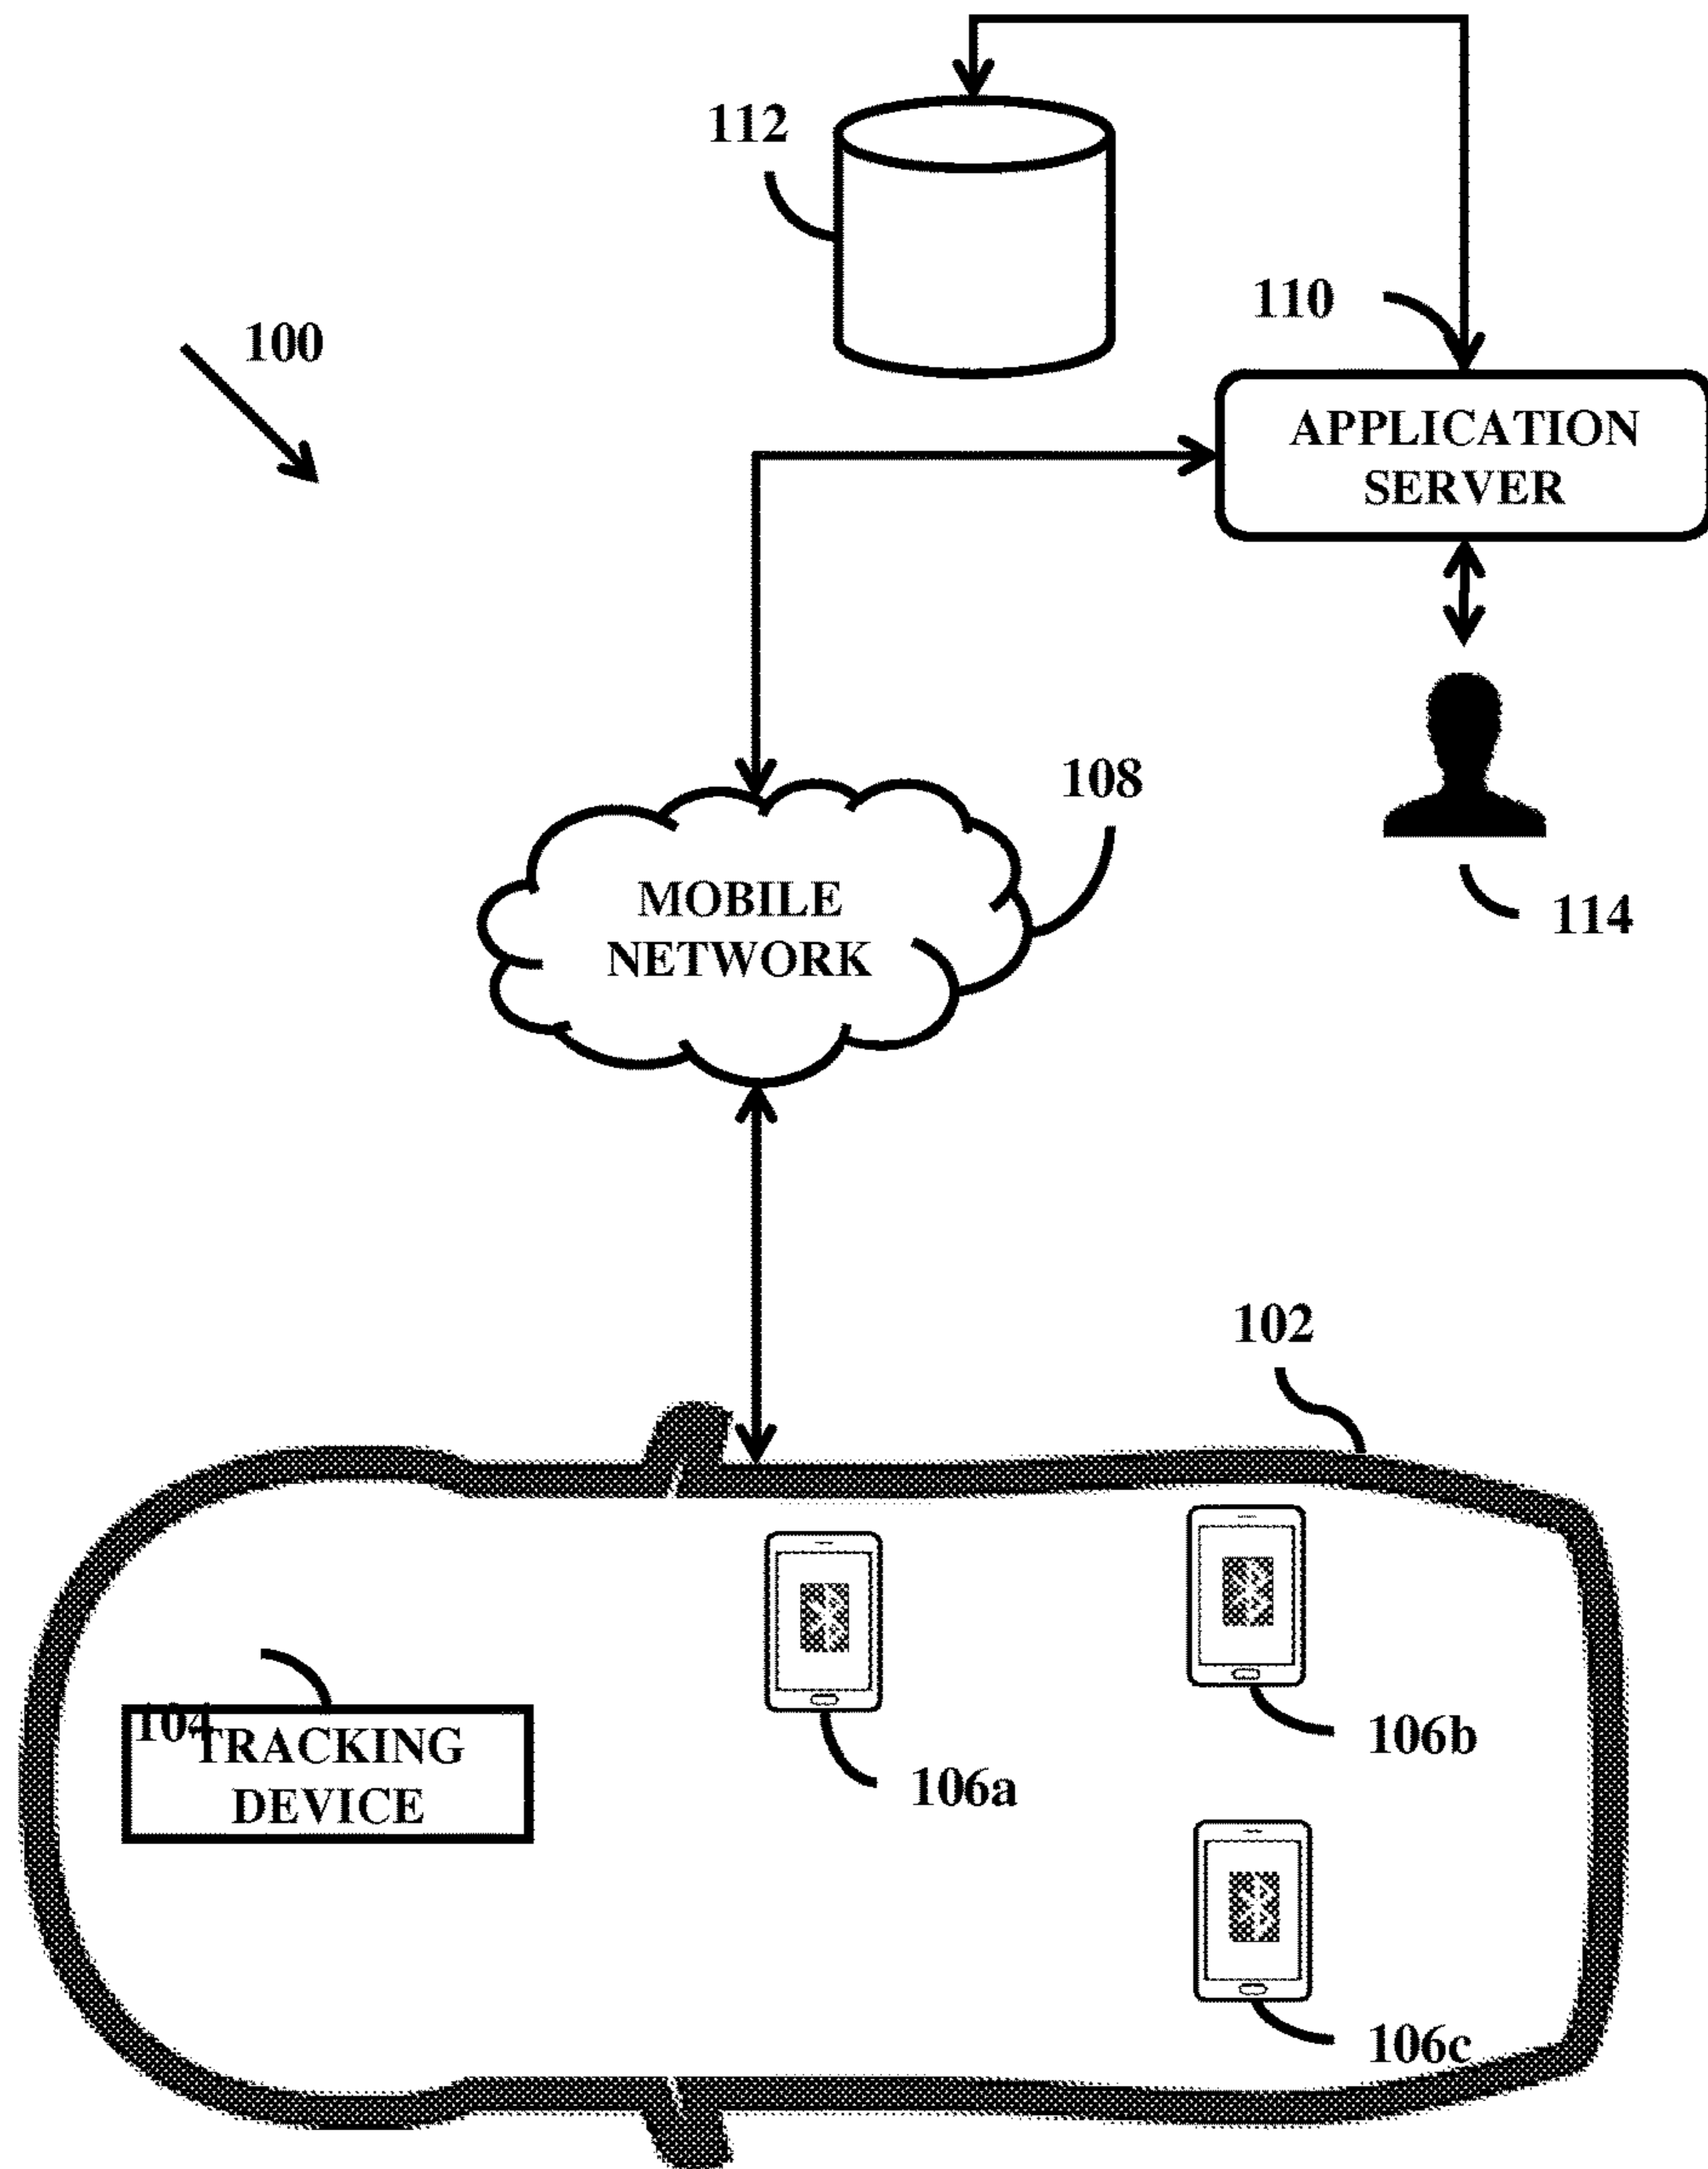 112
110
100
APPLICATION
SERVER
108
MOBILE
NETWORK
114
102
104
TRACKING
DEVICE
106a
106b
106c